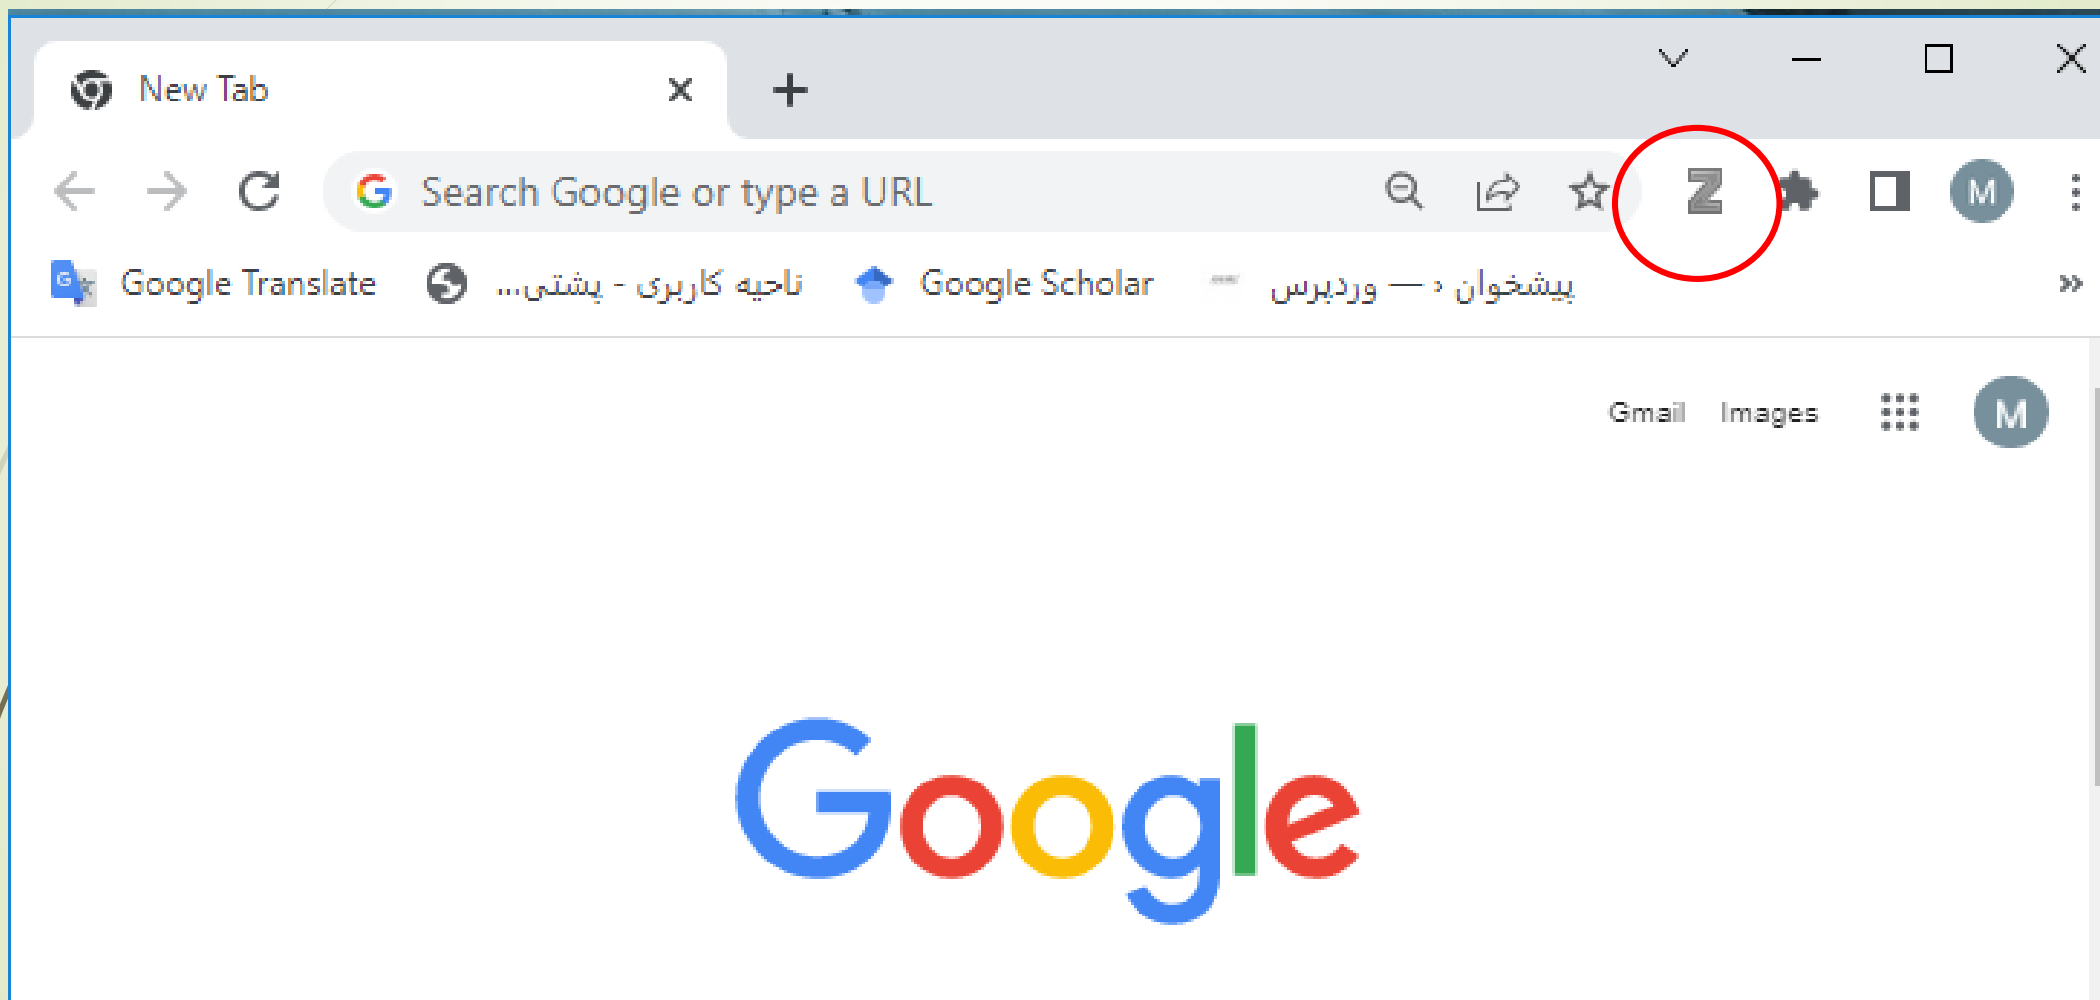 New Tab
Search Google or type a URL
Z
M
Google Translate
ناحیه کاربری - پشتی...
Google Scholar
پیشخوان ‹ — وردپرس
Gmail Images
M
Google